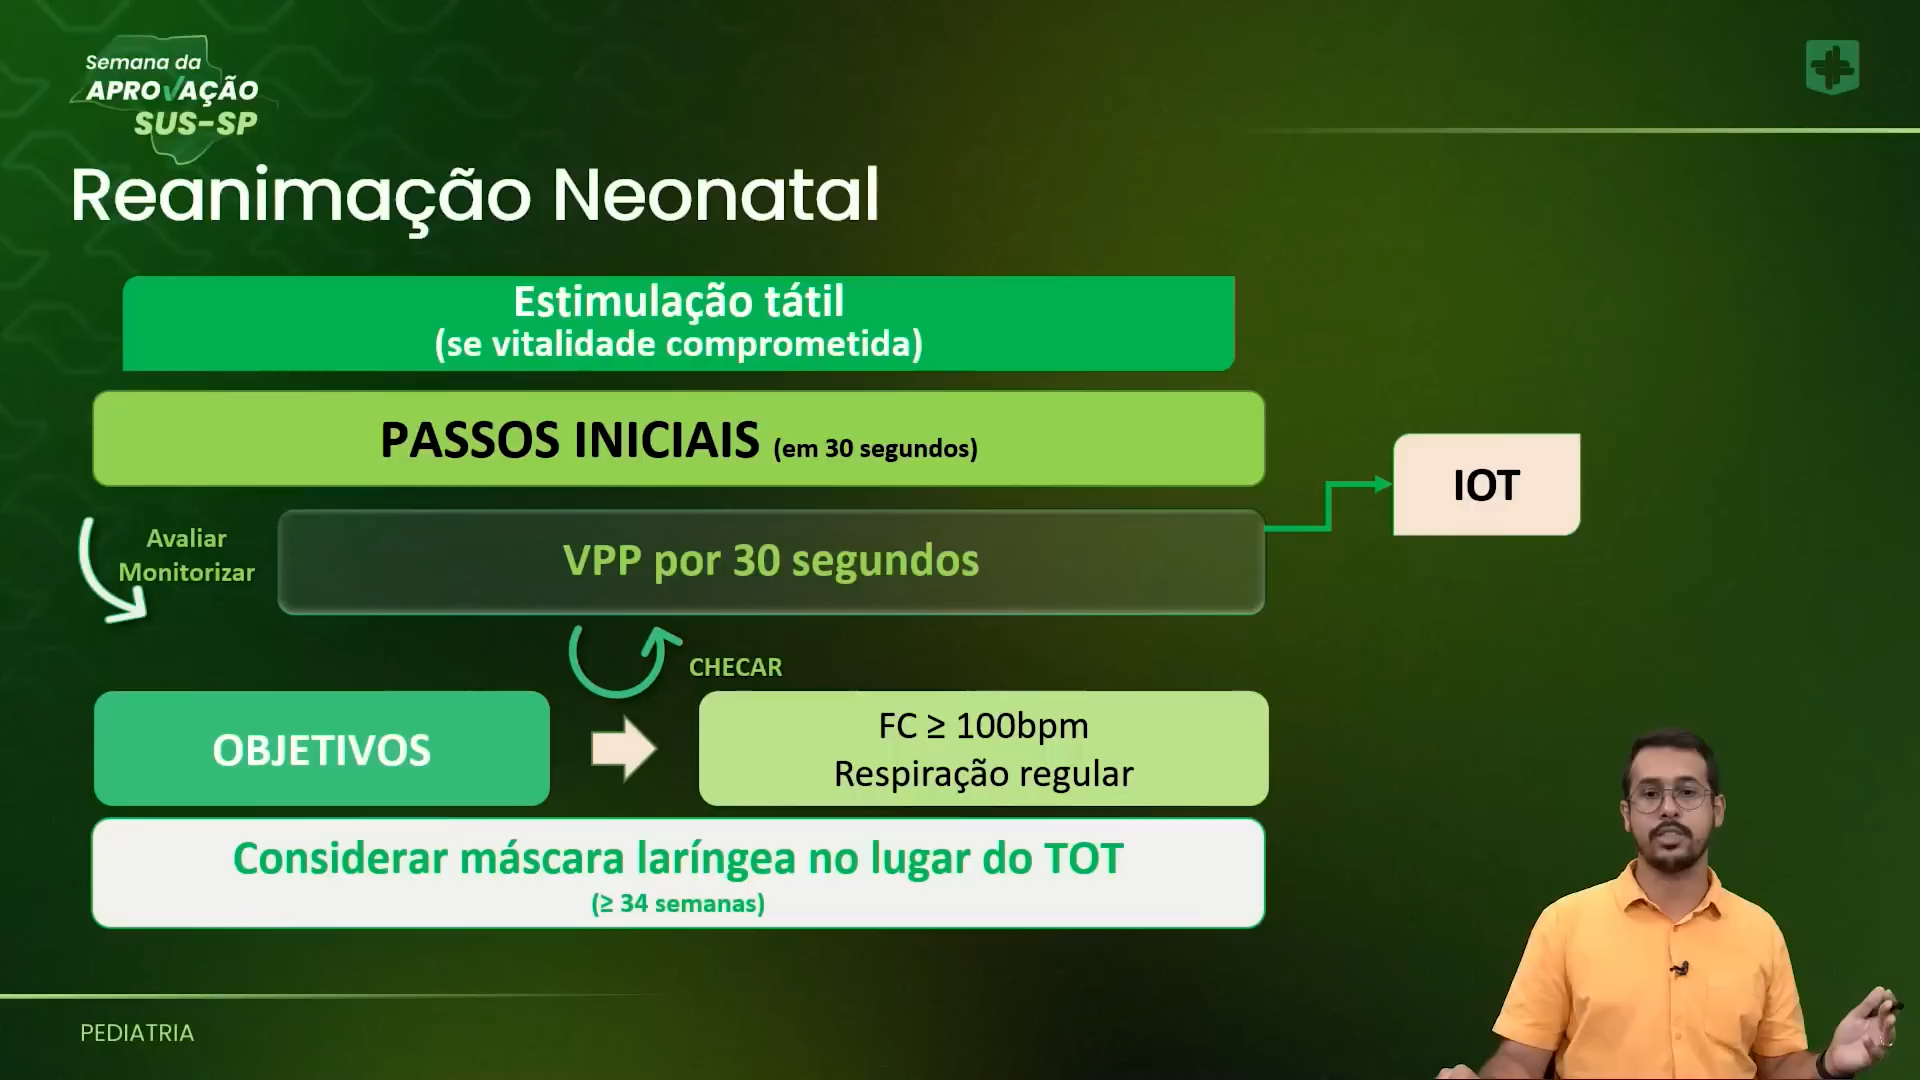 Semana da
APROVAÇÃO
SUS-SP
Reanimação Neonatal
Estimulação tátil
(se vitalidade comprometida)
PASSOS INICIAIS (em 30 segundos)
IOT
Avaliar
Monitorizar
VPP por 30 segundos
CHECAR
OBJETIVOS
FC ≥ 100bpm
Respiração regular
Considerar máscara laríngea no lugar do TOT
(≥ 34 semanas)
PEDIATRIA